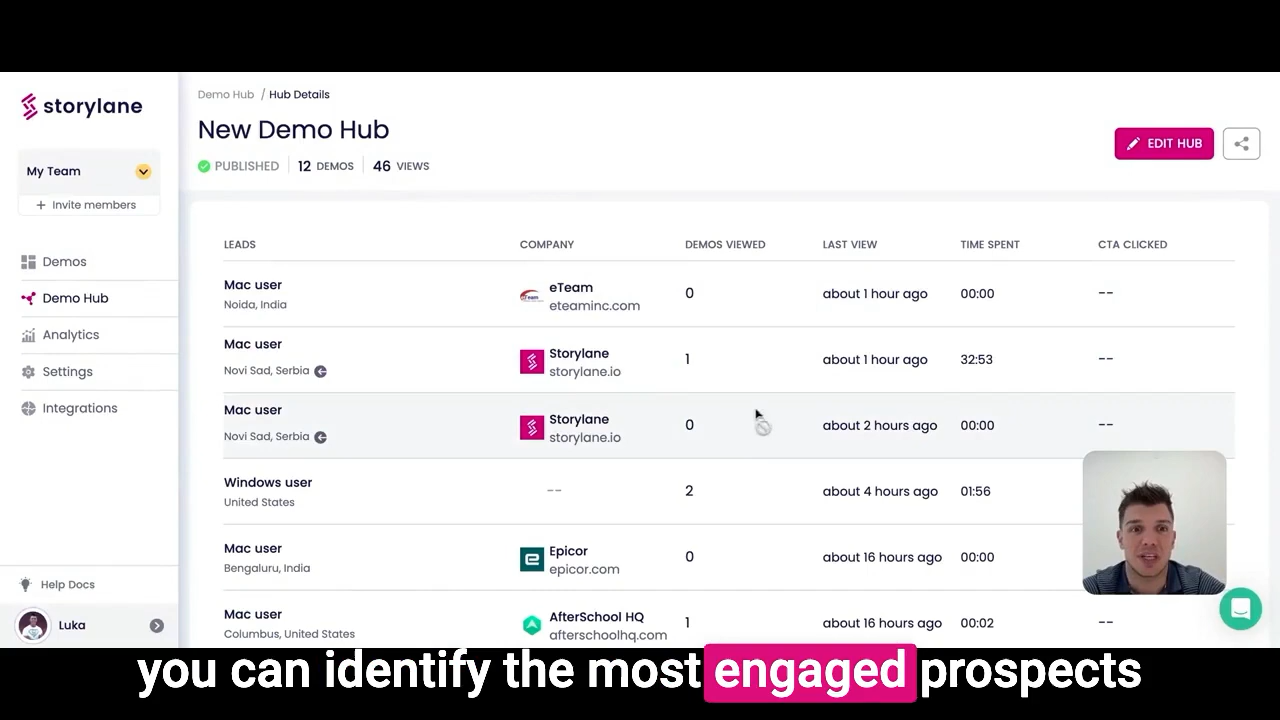 storylane
My Team
+ Invite members
Demos
Demo Hub
Analytics
Settings
Integrations
Help Docs
Luka
Demo Hub / Hub Details
New Demo Hub
PUBLISHED 12 DEMOS 46 VIEWS
EDIT HUB
LEADS COMPANY DEMOS VIEWED LAST VIEW TIME SPENT CTA CLICKED
Mac user eTeam 0 about 1 hour ago 00:00 --
Noida, India eteaminc.com
Mac user Storylane 1 about 1 hour ago 32:53 --
Novi Sad, Serbia storylane.io
Mac user Storylane 0 about 2 hours ago 00:00 --
Novi Sad, Serbia storylane.io
Windows user -- 2 about 4 hours ago 01:56
United States
Mac user Epicor 0 about 16 hours ago 00:00
Bengaluru, India epicor.com
Mac user AfterSchool HQ 1 about 16 hours ago 00:02 --
Columbus, United States afterschoolhq.com
you can identify the most engaged prospects